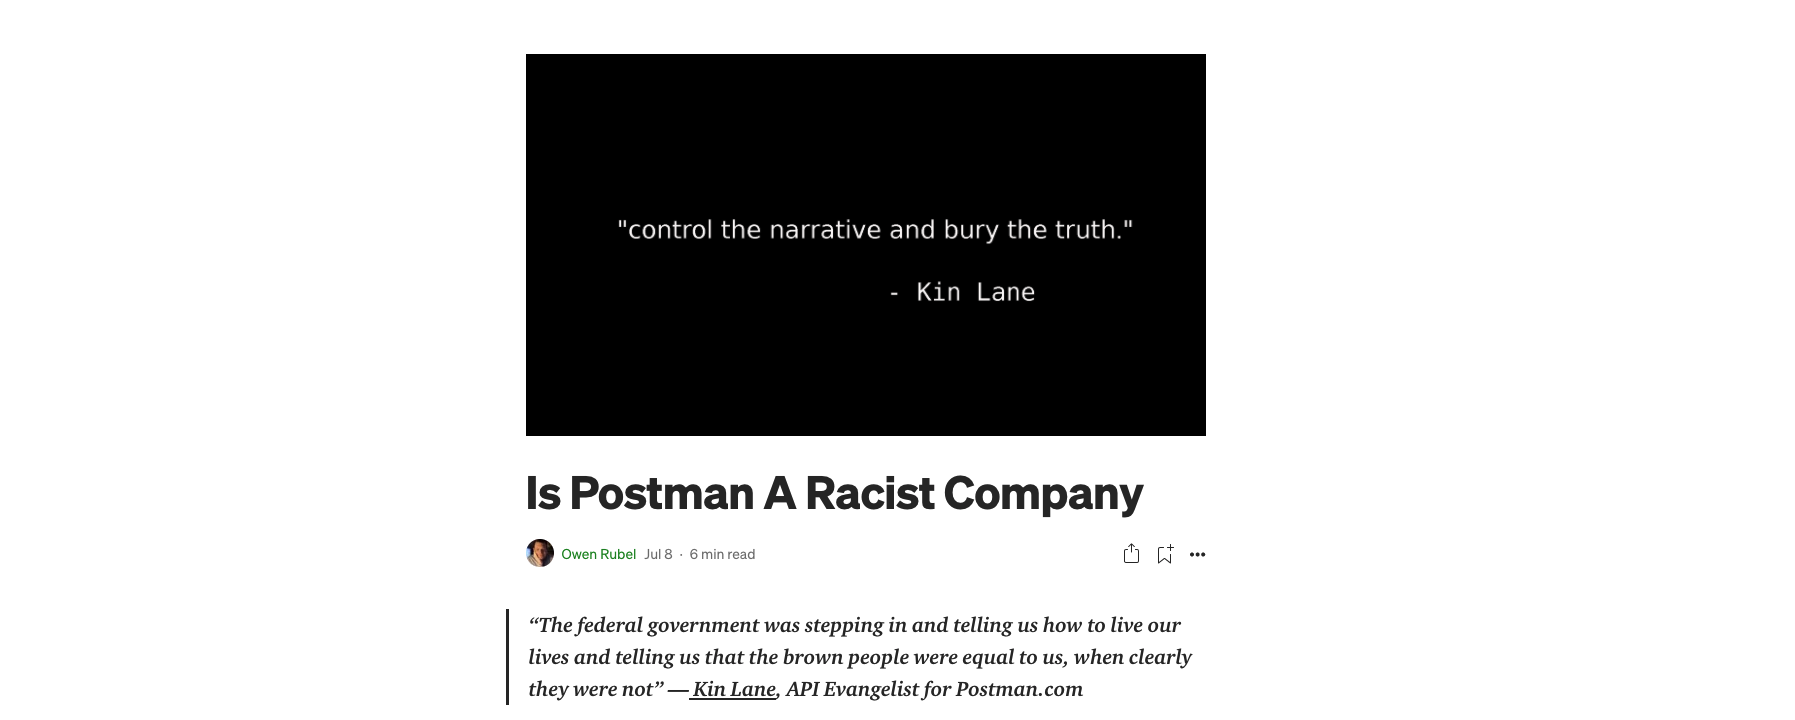 "control the narrative and bury the truth."
- Kin Lane
Is Postman A Racist Company
Owen Rubel Jul 8 · 6 min read
“The federal government was stepping in and telling us how to live our
lives and telling us that the brown people were equal to us, when clearly
they were not” — Kin Lane, API Evangelist for Postman.com